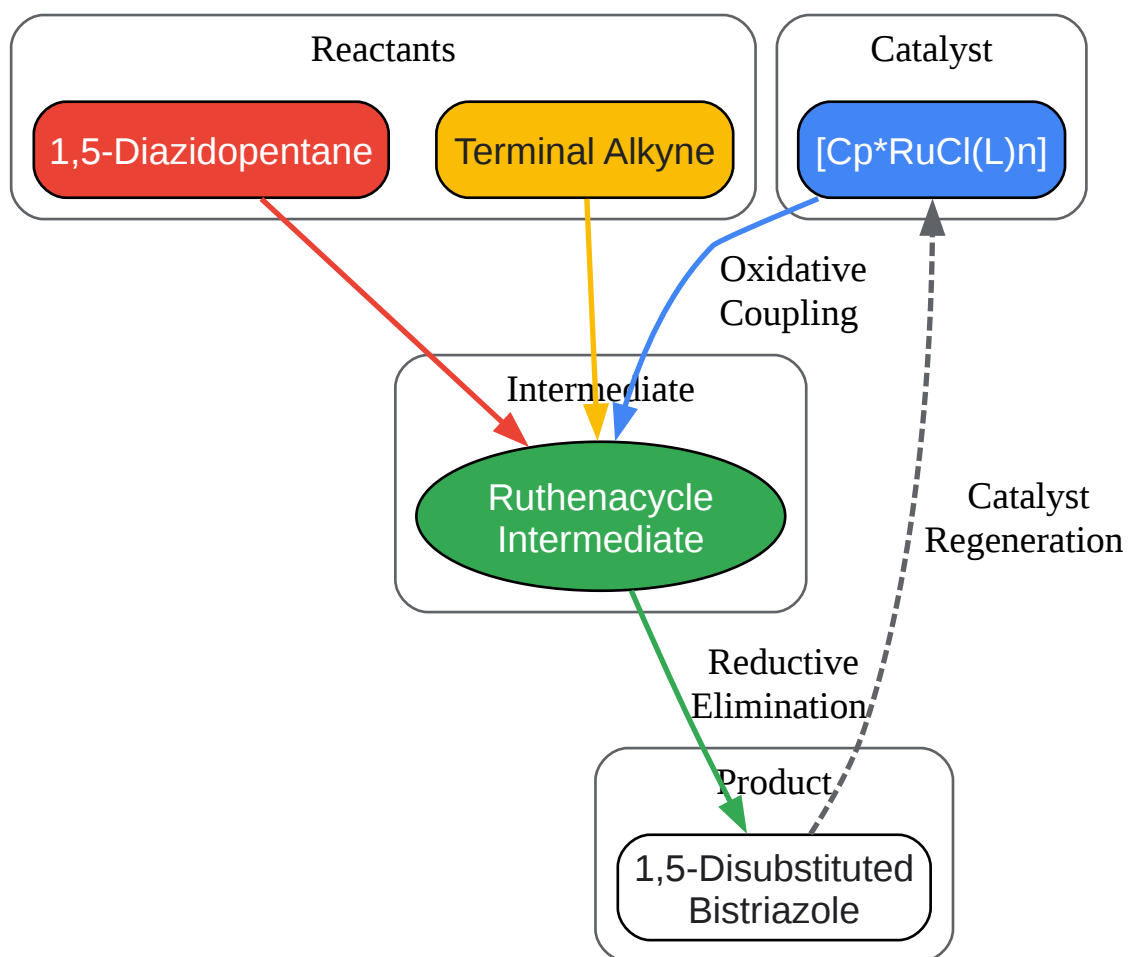 Reactants
Catalyst
1,5-Diazidopentane
Terminal Alkyne
[Cp*RuCl(L)n]
Oxidative
Coupling
Intermediate
Ruthenacycle
Intermediate
Catalyst
Regeneration
Reductive
Elimination
Product
1,5-Disubstituted
Bistriazole